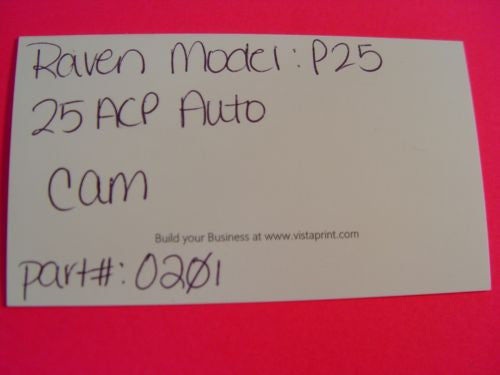 Raven Model: P25
25 ACP Auto
Cam
Build your Business at www.vistaprint.com
part#: 0201